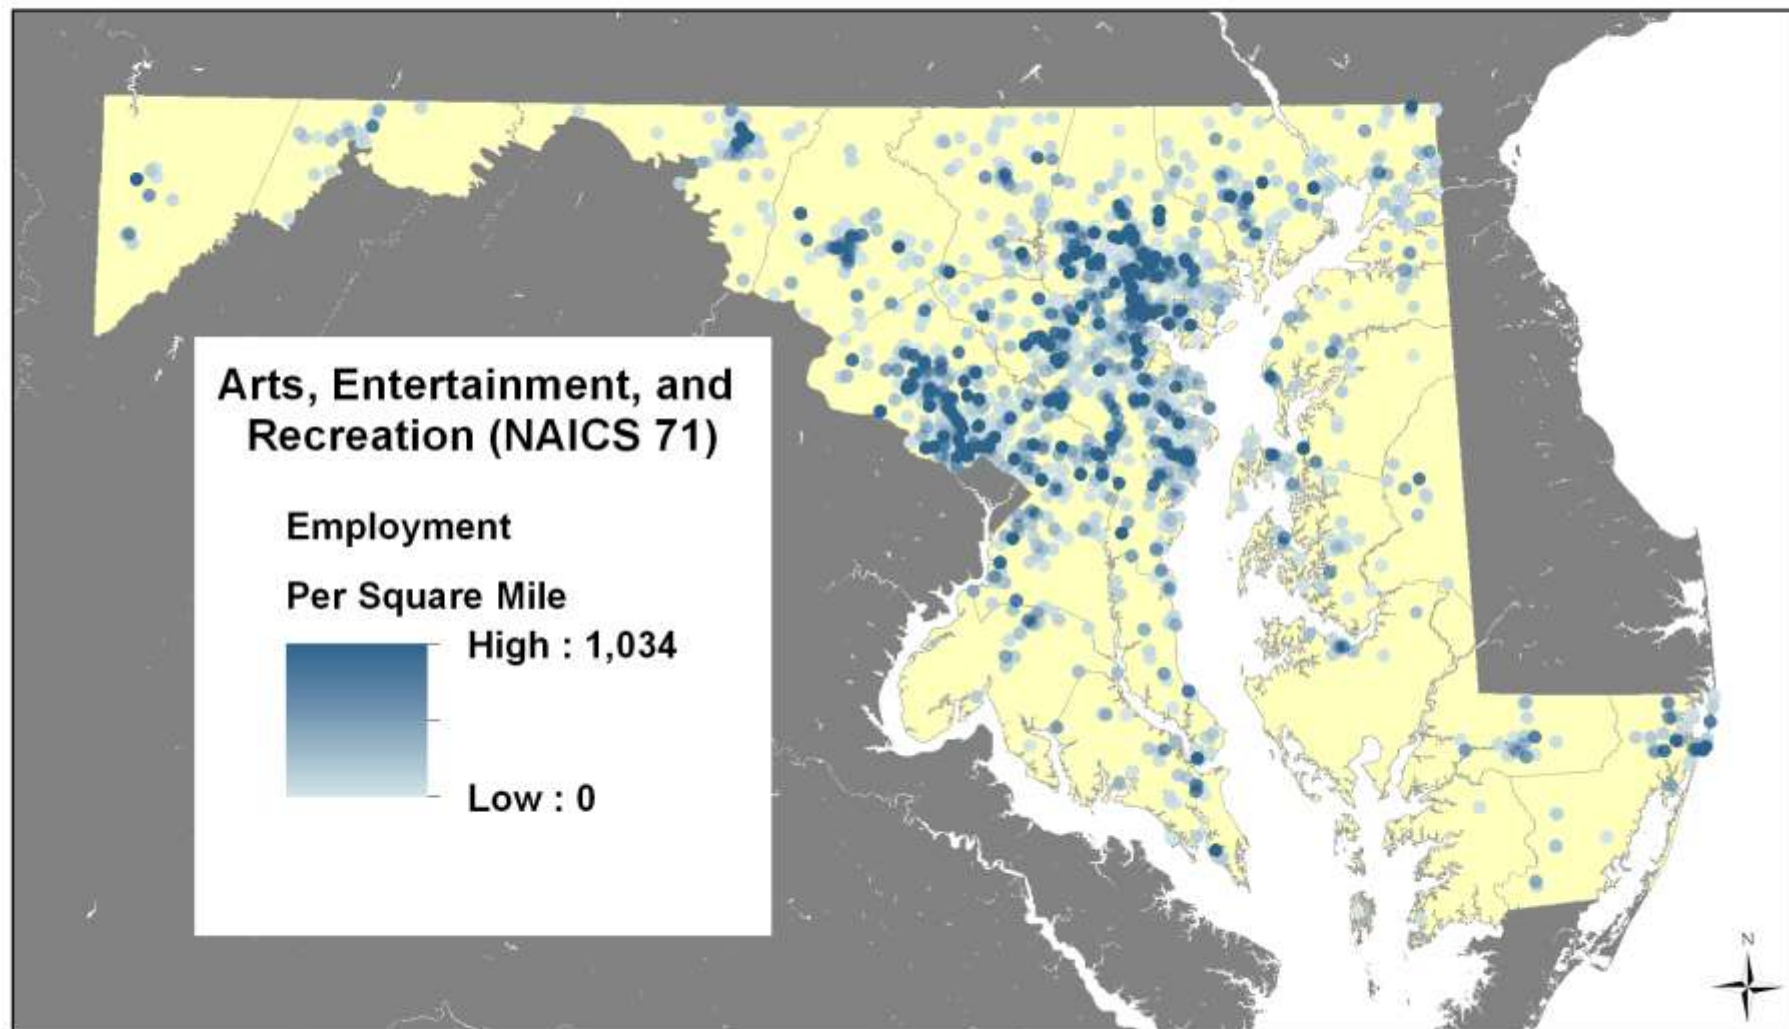 Arts, Entertainment, and
Recreation (NAICS 71)
Employment
Per Square Mile
High : 1,034
Low : 0
N